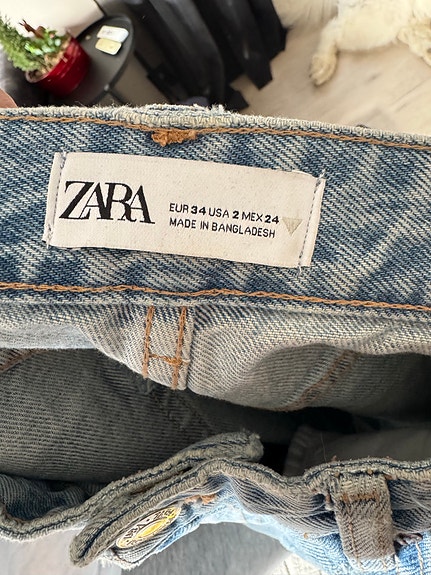 ZARA
EUR 34 USA 2 MEX 24
MADE IN BANGLADESH